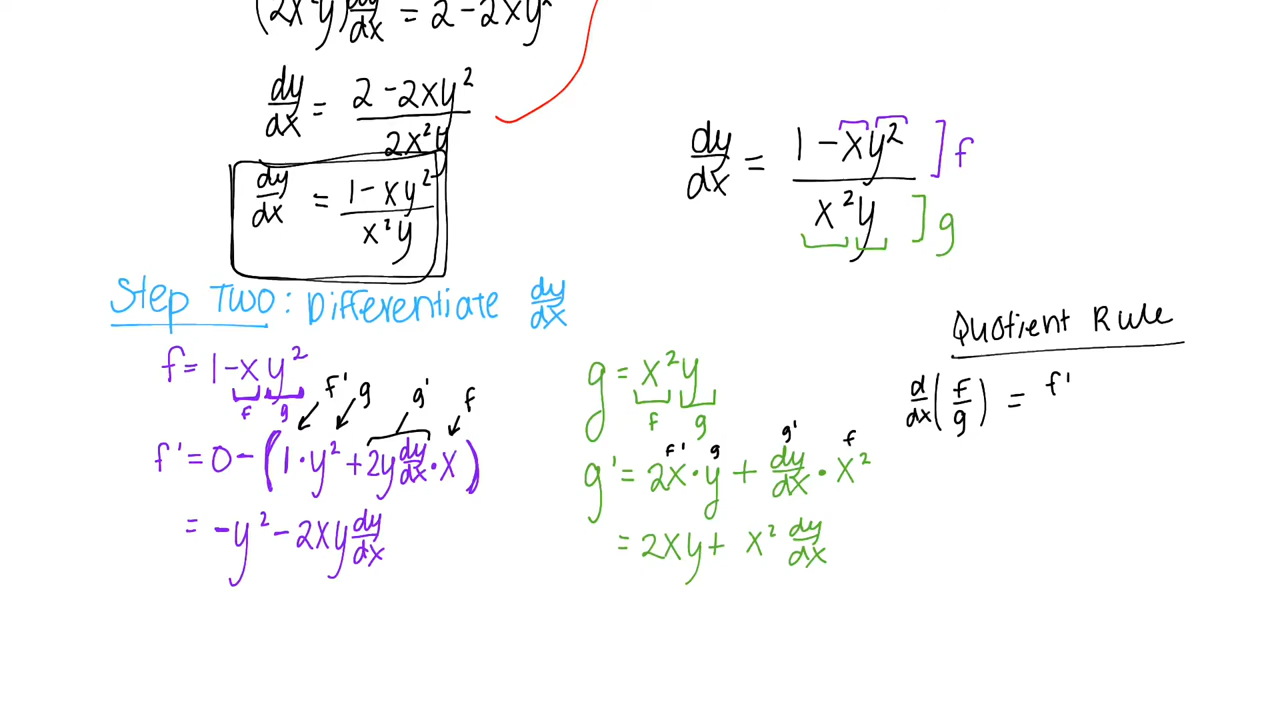 (2x²y) dy/dx = 2 - 2xy²
dy/dx = (2 - 2xy²)/(2x²y)
dy/dx = (1 - xy²)/(x²y)
dy/dx = (1 - xy²)/(x²y) ] f ] g
Step Two: Differentiate dy/dx
f = 1 - xy²
f g
f' g g' f
f' = 0 - (1 · y² + 2y dy/dx · x)
= -y² - 2xy dy/dx
g = x²y
f g
f' g g' f
g' = 2x · y + dy/dx · x²
= 2xy + x² dy/dx
Quotient Rule
d/dx (f/g) = f'